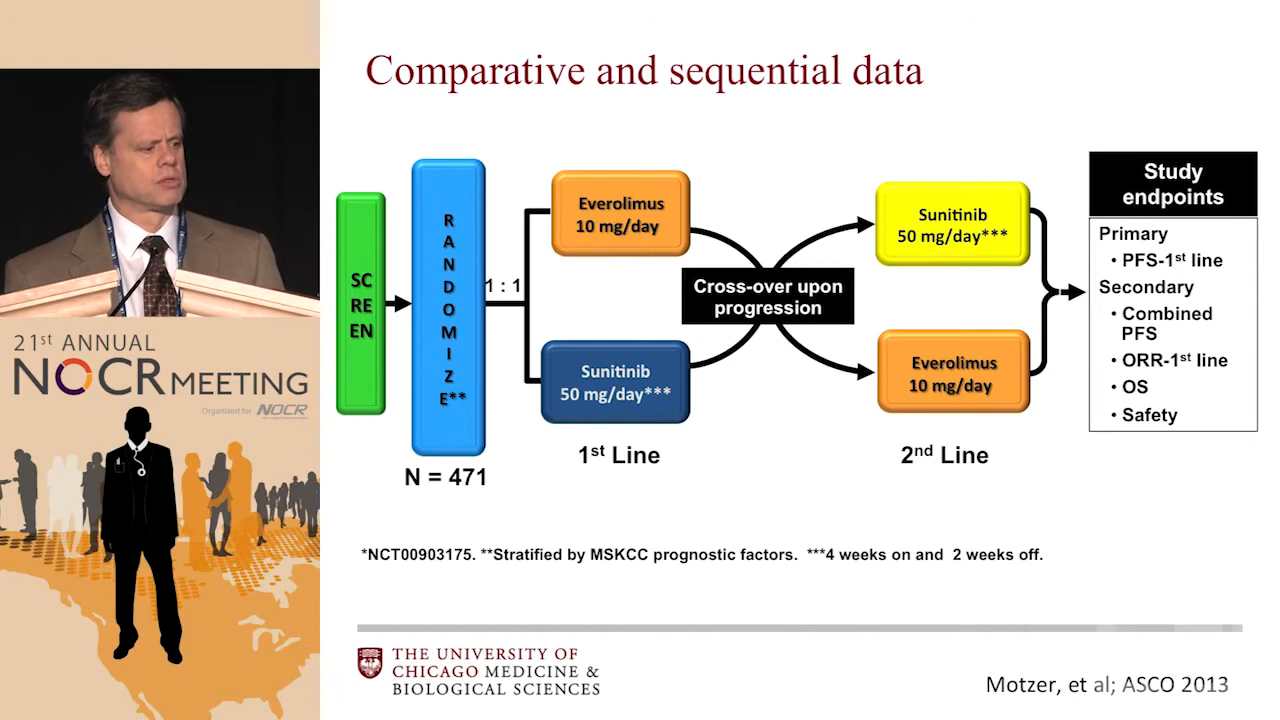 Comparative and sequential data
SC
RE
EN
R
A
N
D
O
M
I
Z
E**
N = 471
1 : 1
Everolimus
10 mg/day
Sunitinib
50 mg/day***
1st Line
Cross-over upon
progression
Sunitinib
50 mg/day***
Everolimus
10 mg/day
2nd Line
Study
endpoints
Primary
• PFS-1st line
Secondary
• Combined
PFS
• ORR-1st line
• OS
• Safety
*NCT00903175. **Stratified by MSKCC prognostic factors. ***4 weeks on and 2 weeks off.
THE UNIVERSITY OF
CHICAGO MEDICINE &
BIOLOGICAL SCIENCES
Motzer, et al; ASCO 2013
21st ANNUAL
NOCR MEETING
Organized for NOCR